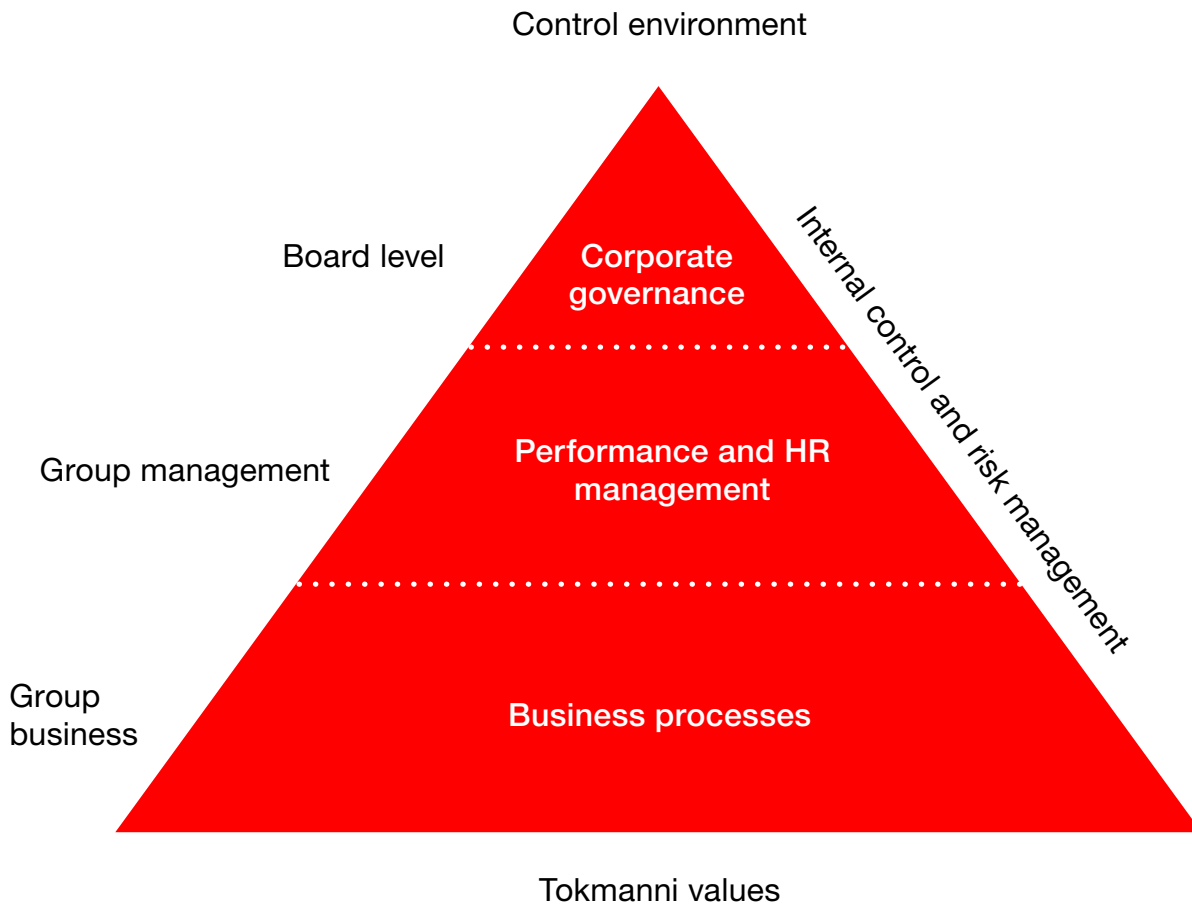 Control environment
Board level
Corporate
governance
Internal control and risk management
Group management
Performance and HR
management
Group
business
Business processes
Tokmanni values